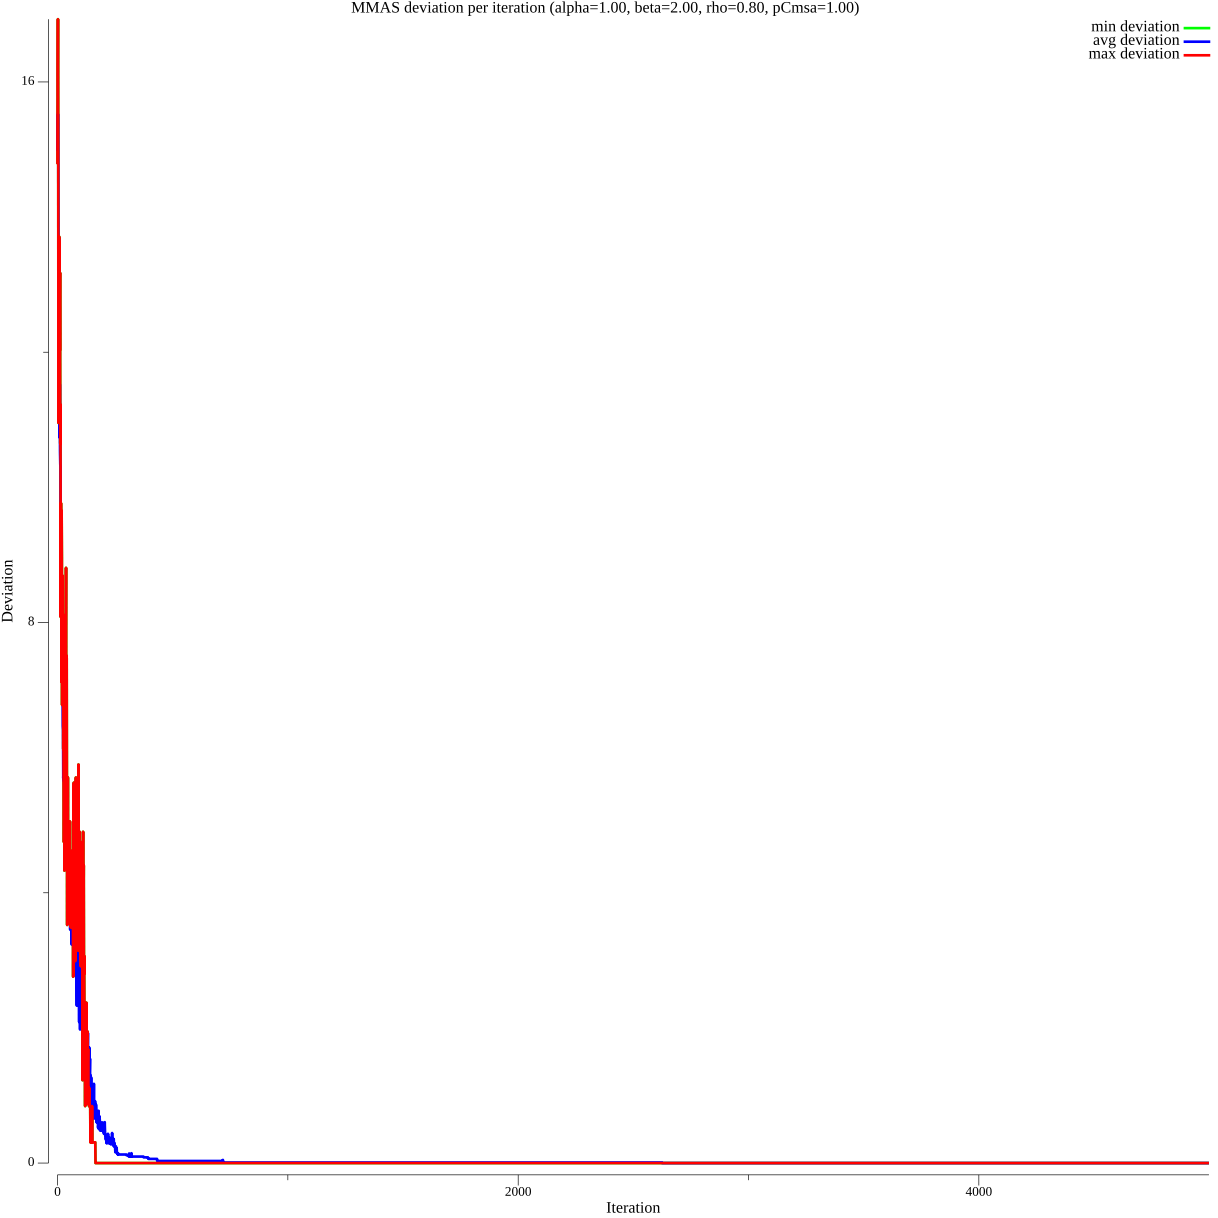 MMAS deviation per iteration (alpha=1.00, beta=2.00, rho=0.80, pCmsa=1.00)
min deviation
avg deviation
max deviation
16
8
0
Deviation
0
2000
4000
Iteration